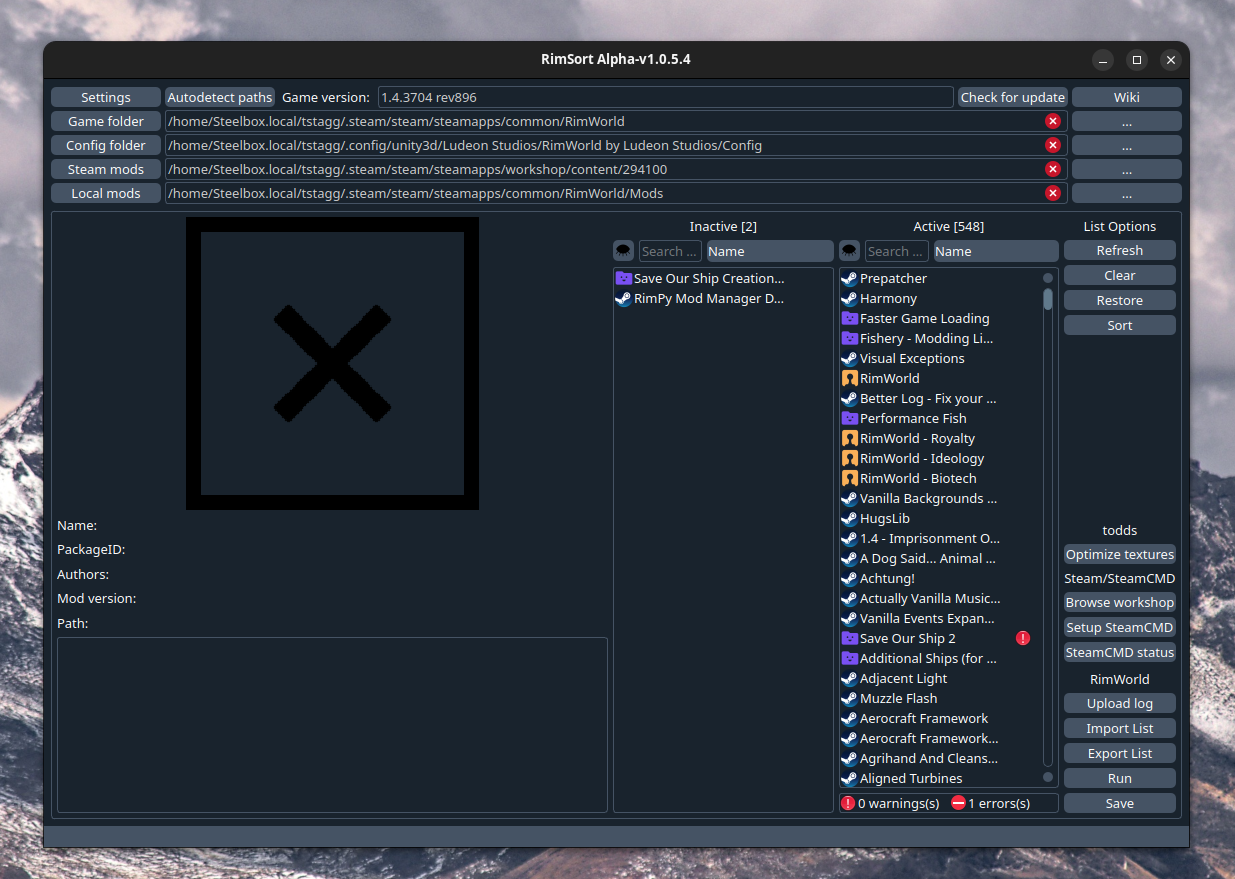 RimSort Alpha-v1.0.5.4
Settings Autodetect paths Game version: 1.4.3704 rev896 Check for update Wiki
Game folder /home/Steelbox.local/tstagg/.steam/steam/steamapps/common/RimWorld ...
Config folder /home/Steelbox.local/tstagg/.config/unity3d/Ludeon Studios/RimWorld by Ludeon Studios/Config ...
Steam mods /home/Steelbox.local/tstagg/.steam/steam/steamapps/workshop/content/294100 ...
Local mods /home/Steelbox.local/tstagg/.steam/steam/steamapps/common/RimWorld/Mods ...
Name:
PackageID:
Authors:
Mod version:
Path:
Inactive [2]
Search ... Name
Save Our Ship Creation...
RimPy Mod Manager D...
Active [548]
Search ... Name
Prepatcher
Harmony
Faster Game Loading
Fishery - Modding Li...
Visual Exceptions
RimWorld
Better Log - Fix your ...
Performance Fish
RimWorld - Royalty
RimWorld - Ideology
RimWorld - Biotech
Vanilla Backgrounds ...
HugsLib
1.4 - Imprisonment O...
A Dog Said... Animal ...
Achtung!
Actually Vanilla Music...
Vanilla Events Expan...
Save Our Ship 2
Additional Ships (for ...
Adjacent Light
Muzzle Flash
Aerocraft Framework
Aerocraft Framework...
Agrihand And Cleans...
Aligned Turbines
0 warnings(s) 1 errors(s)
List Options
Refresh
Clear
Restore
Sort
todds
Optimize textures
Steam/SteamCMD
Browse workshop
Setup SteamCMD
SteamCMD status
RimWorld
Upload log
Import List
Export List
Run
Save